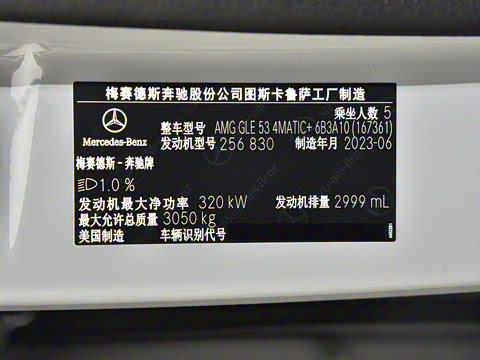 梅赛德斯奔驰股份公司图斯卡鲁萨工厂制造
乘坐人数 5
整车型号 AMG GLE 53 4MATIC+ 6B3A10 (167361)
Mercedes-Benz 发动机型号 256 830 制造年月 2023-06
梅赛德斯－奔驰牌
1.0 %
发动机最大净功率 320 kW 发动机排量 2999 mL
最大允许总质量 3050 kg
美国制造 车辆识别代号